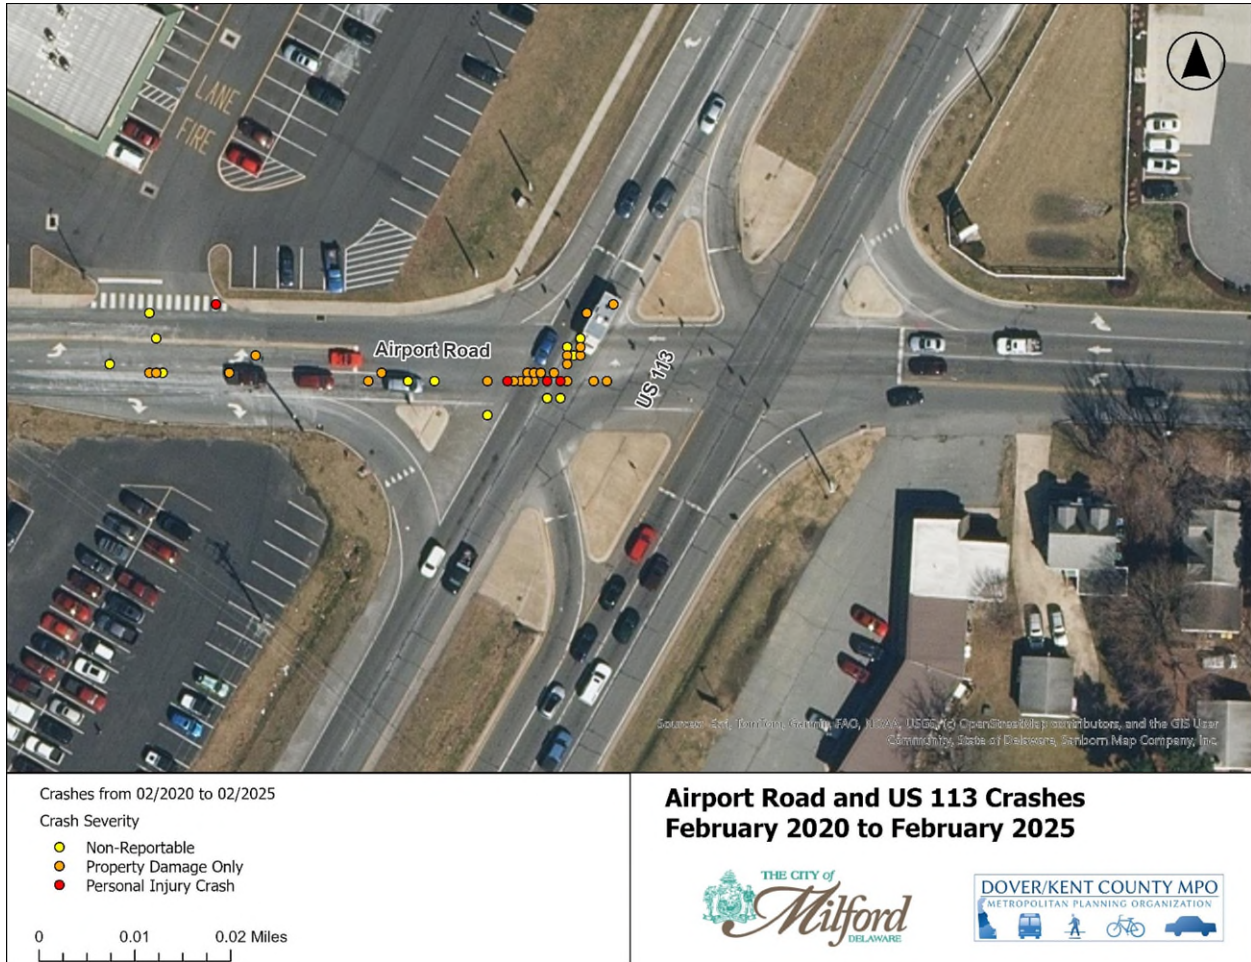 LANE
FIRE
Airport Road
US 113
Sources: Esri, TomTom, Garmin, FAO, NOAA, USGS, (c) OpenStreetMap contributors, and the GIS User
Community, State of Delaware, Sanborn Map Company, Inc.
Crashes from 02/2020 to 02/2025
Crash Severity
Non-Reportable
Property Damage Only
Personal Injury Crash
0 0.01 0.02 Miles
Airport Road and US 113 Crashes
February 2020 to February 2025
THE CITY of
Milford
DELAWARE
DOVER/KENT COUNTY MPO
METROPOLITAN PLANNING ORGANIZATION